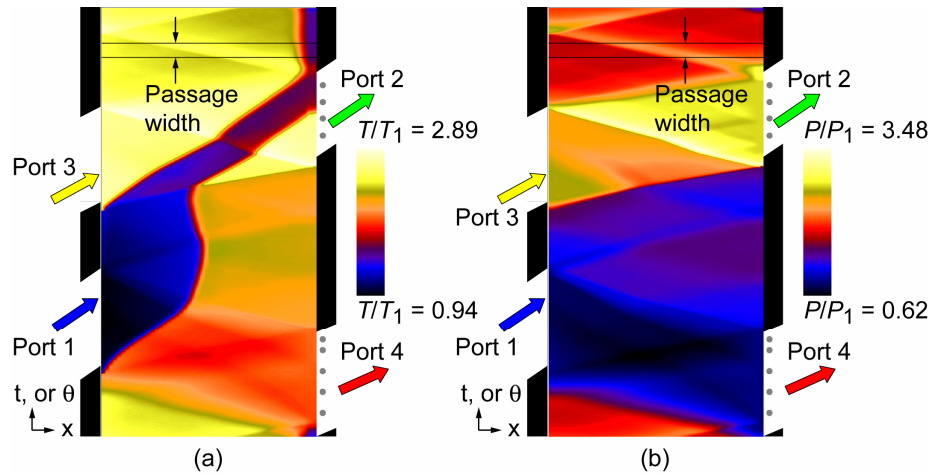 Port 2
Passage
width
T/T1 = 2.89
Port 3
T/T1 = 0.94
Port 1
Port 4
t, or θ
x
(a)
Port 2
Passage
width
P/P1 = 3.48
Port 3
P/P1 = 0.62
Port 1
Port 4
t, or θ
x
(b)